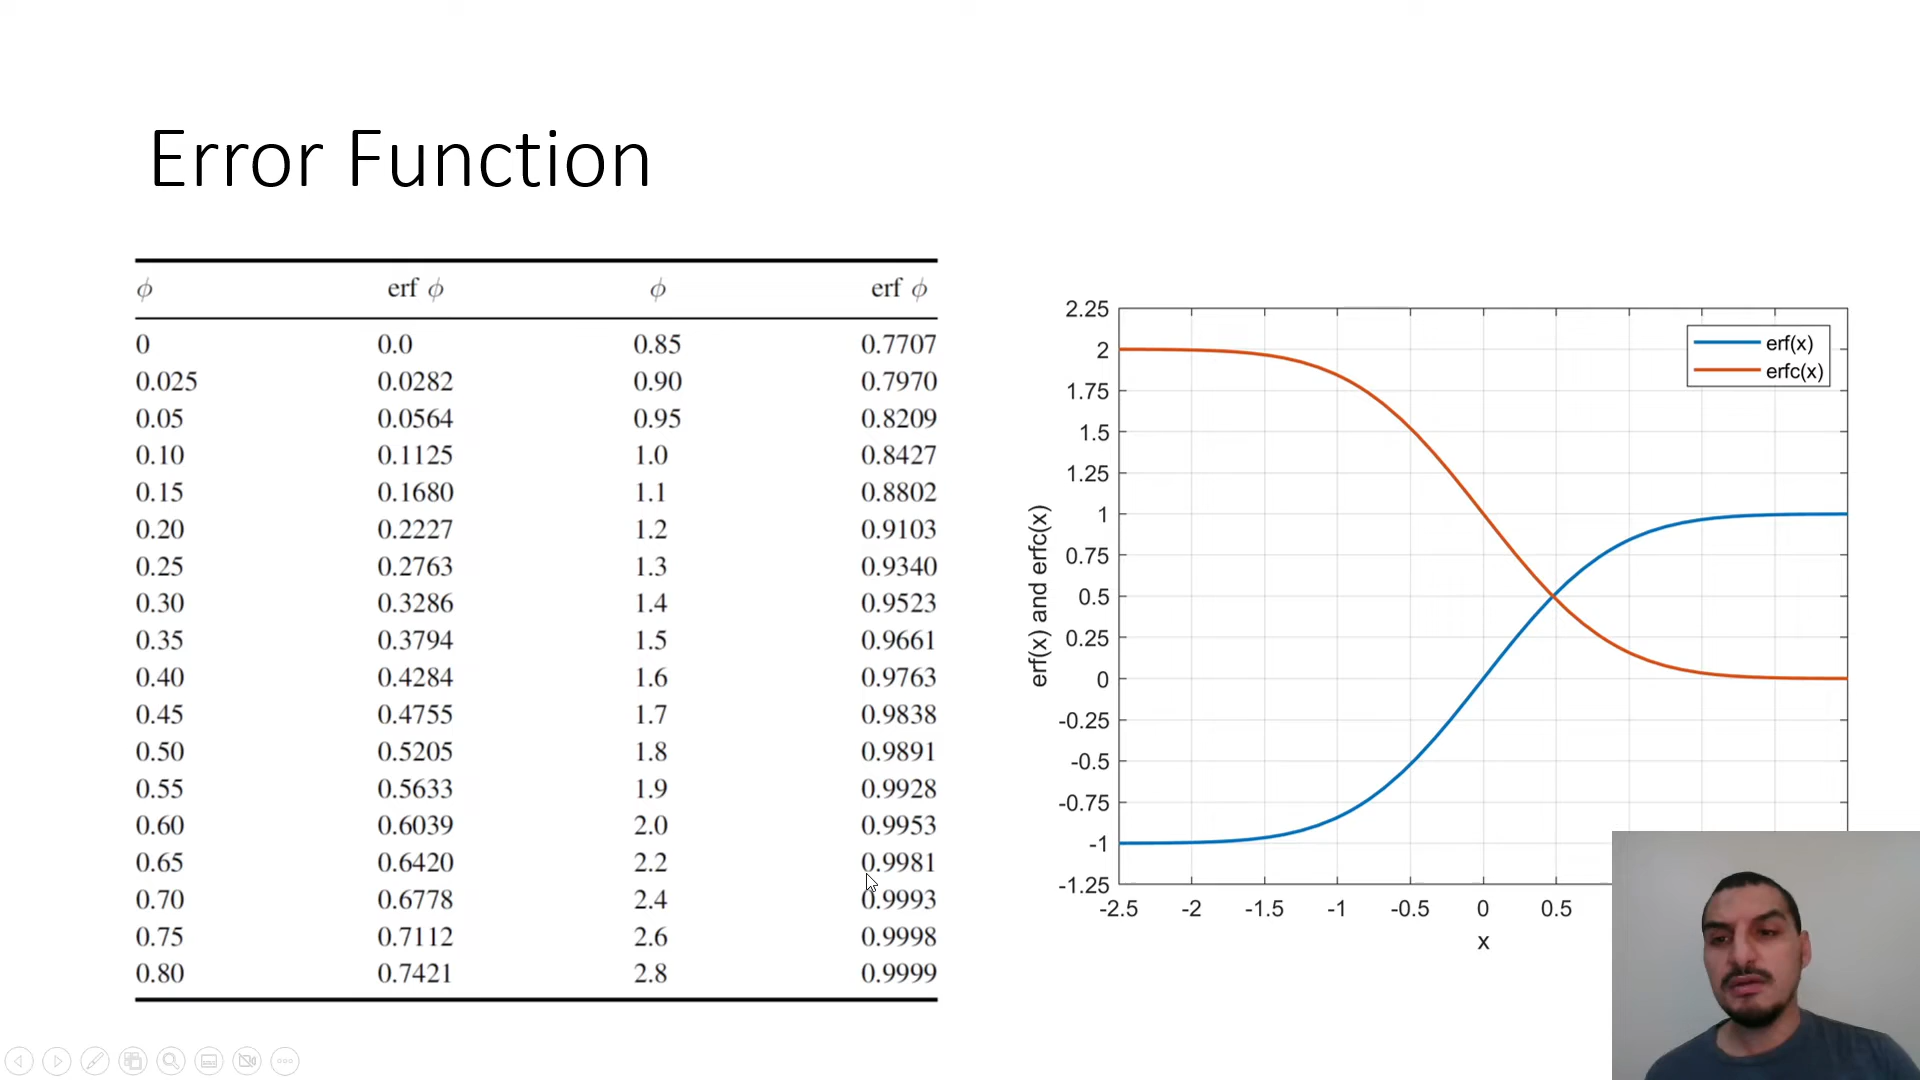 Error Function
ϕ erf ϕ ϕ erf ϕ
0 0.0 0.85 0.7707
0.025 0.0282 0.90 0.7970
0.05 0.0564 0.95 0.8209
0.10 0.1125 1.0 0.8427
0.15 0.1680 1.1 0.8802
0.20 0.2227 1.2 0.9103
0.25 0.2763 1.3 0.9340
0.30 0.3286 1.4 0.9523
0.35 0.3794 1.5 0.9661
0.40 0.4284 1.6 0.9763
0.45 0.4755 1.7 0.9838
0.50 0.5205 1.8 0.9891
0.55 0.5633 1.9 0.9928
0.60 0.6039 2.0 0.9953
0.65 0.6420 2.2 0.9981
0.70 0.6778 2.4 0.9993
0.75 0.7112 2.6 0.9998
0.80 0.7421 2.8 0.9999
erf(x) and erfc(x)
2.25
2
1.75
1.5
1.25
1
0.75
0.5
0.25
0
-0.25
-0.5
-0.75
-1
-1.25
-2.5 -2 -1.5 -1 -0.5 0 0.5
x
erf(x)
erfc(x)